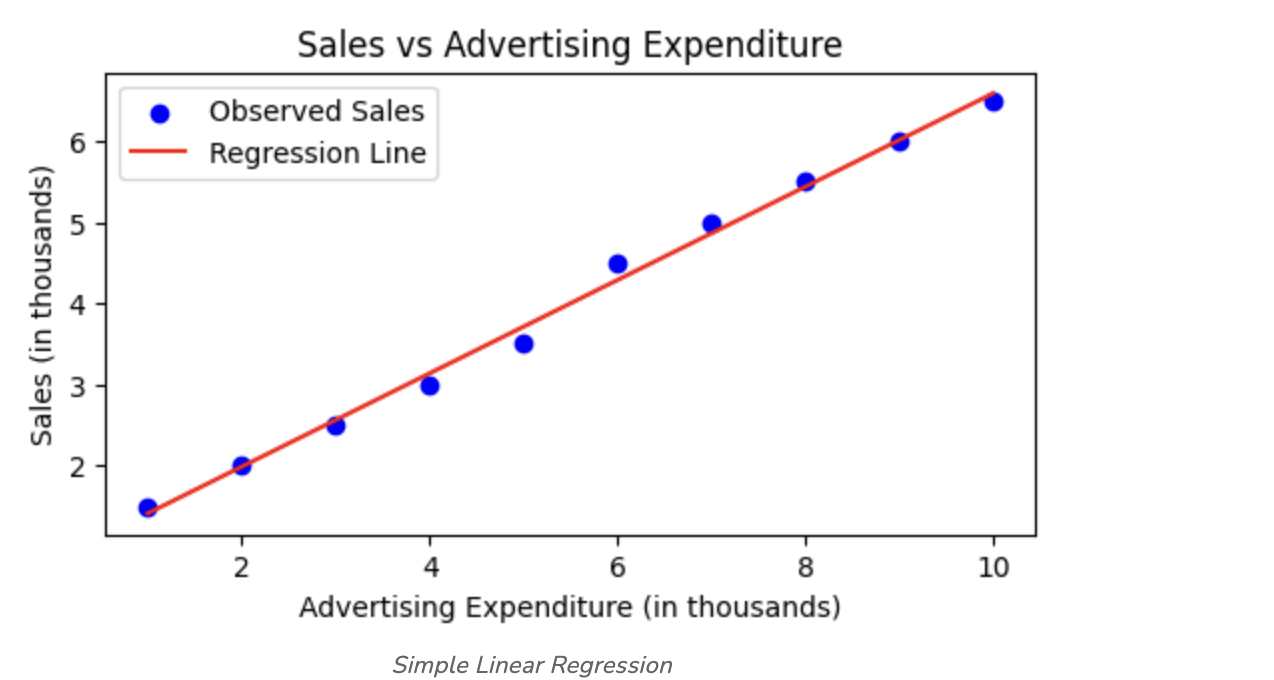 Sales vs Advertising Expenditure
Observed Sales
Regression Line
Sales (in thousands)
6
5
4
3
2
2 4 6 8 10
Advertising Expenditure (in thousands)
Simple Linear Regression